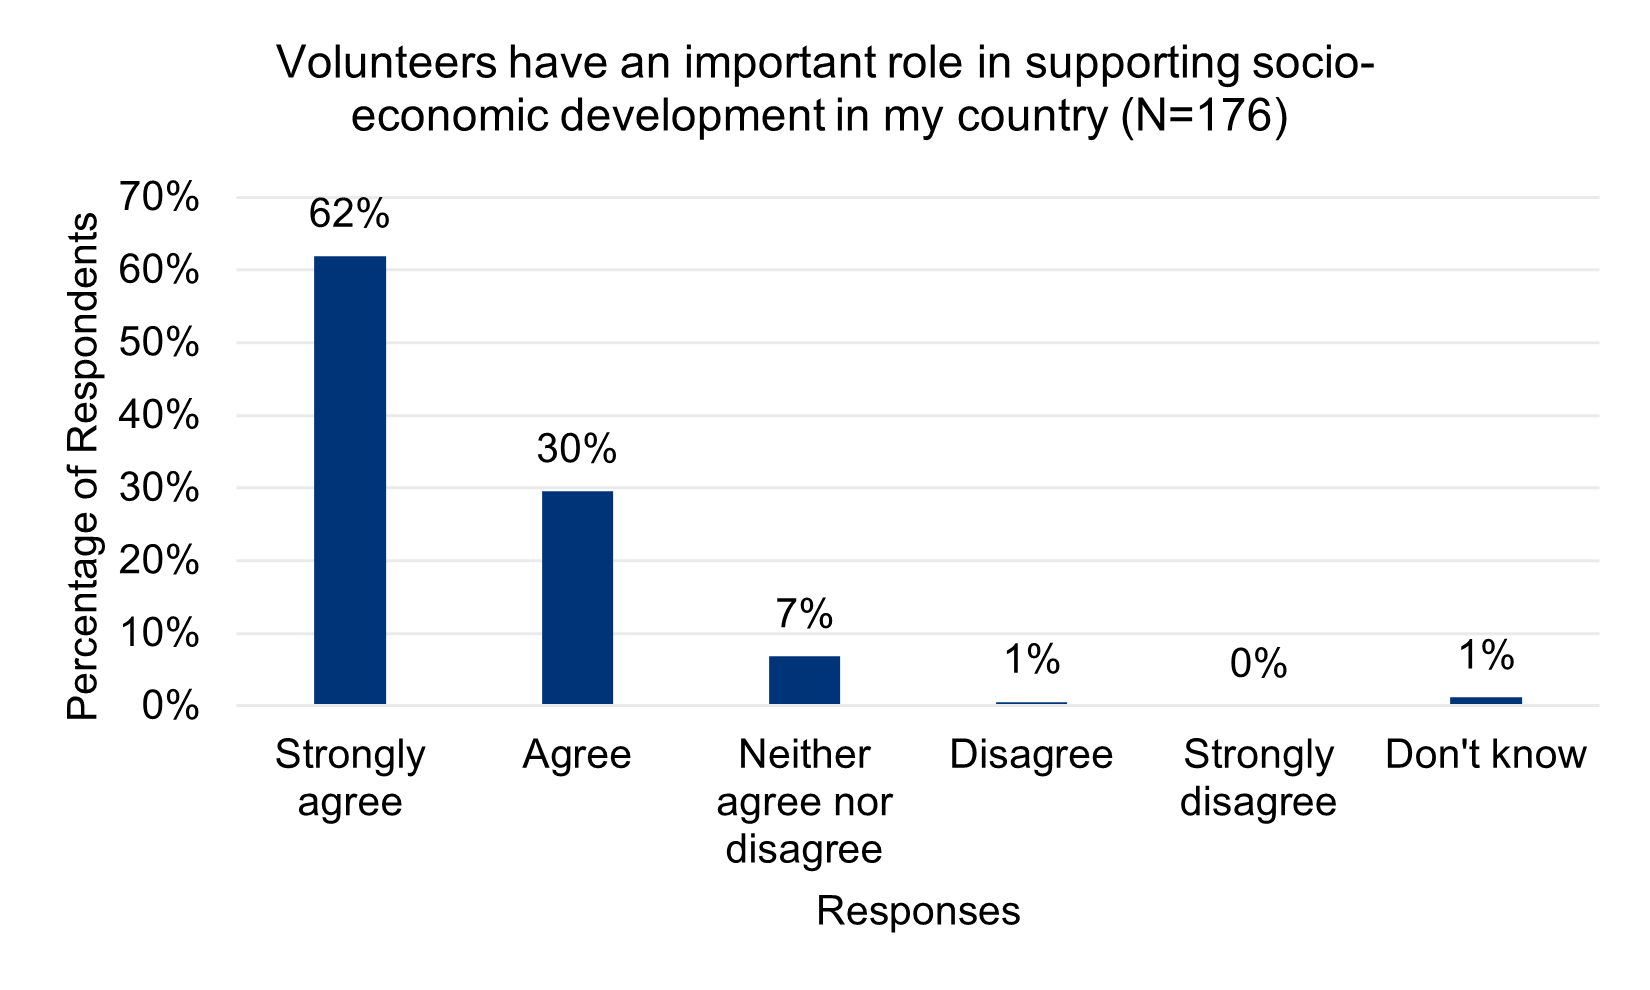 Volunteers have an important role in supporting socio-
economic development in my country (N=176)
Percentage of Respondents
70%
60%
50%
40%
30%
20%
10%
0%
62%
30%
7%
1%
0%
1%
Strongly
agree
Agree
Neither
agree nor
disagree
Disagree
Strongly
disagree
Don't know
Responses